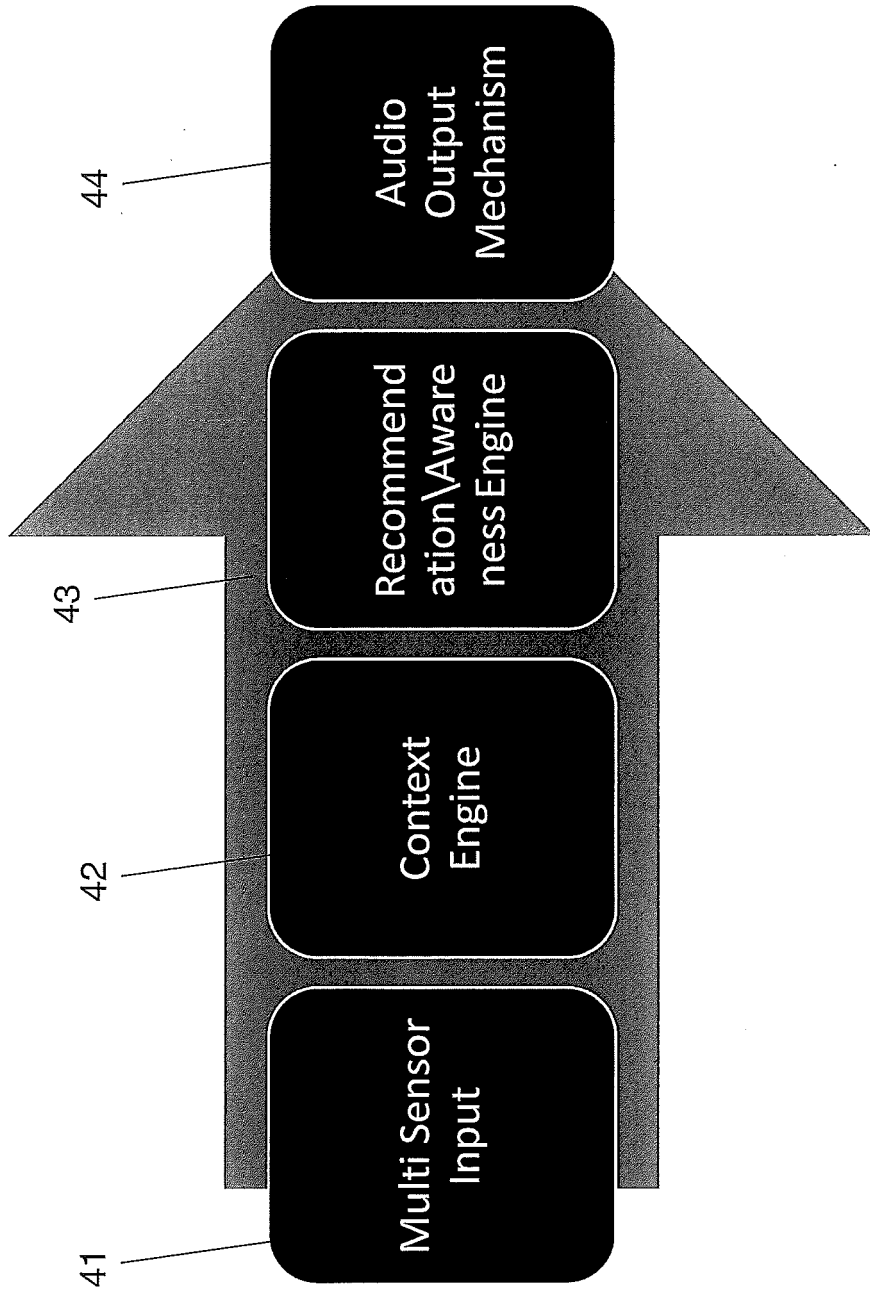 41
Multi Sensor
Input
42
Context
Engine
43
Recommend
ation\Aware
ness Engine
44
Audio
Output
Mechanism